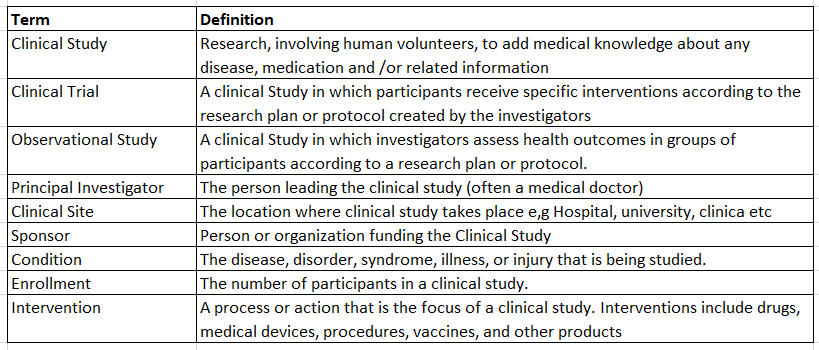 Term Definition
Clinical Study Research, involving human volunteers, to add medical knowledge about any
disease, medication and /or related information
Clinical Trial A clinical Study in which participants receive specific interventions according to the
research plan or protocol created by the investigators
Observational Study A clinical Study in which investigators assess health outcomes in groups of
participants according to a research plan or protocol.
Principal Investigator The person leading the clinical study (often a medical doctor)
Clinical Site The location where clinical study takes place e,g Hospital, university, clinica etc
Sponsor Person or organization funding the Clinical Study
Condition The disease, disorder, syndrome, illness, or injury that is being studied.
Enrollment The number of participants in a clinical study.
Intervention A process or action that is the focus of a clinical study. Interventions include drugs,
medical devices, procedures, vaccines, and other products